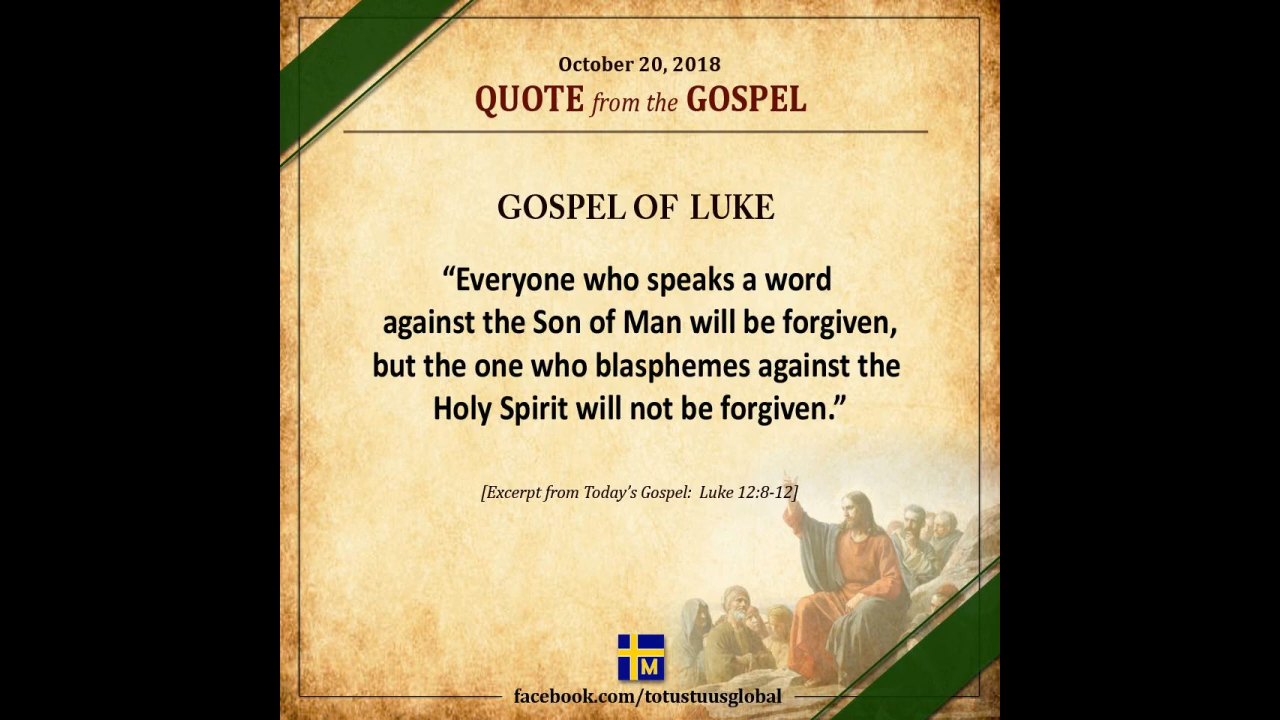 October 20, 2018
QUOTE from the GOSPEL
GOSPEL OF LUKE
“Everyone who speaks a word
against the Son of Man will be forgiven,
but the one who blasphemes against the
Holy Spirit will not be forgiven.”
[Excerpt from Today’s Gospel: Luke 12:8-12]
M
facebook.com/totustuusglobal